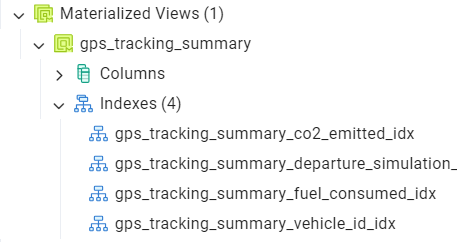 Materialized Views (1)
gps_tracking_summary
Columns
Indexes (4)
gps_tracking_summary_co2_emitted_idx
gps_tracking_summary_departure_simulation_
gps_tracking_summary_fuel_consumed_idx
gps_tracking_summary_vehicle_id_idx